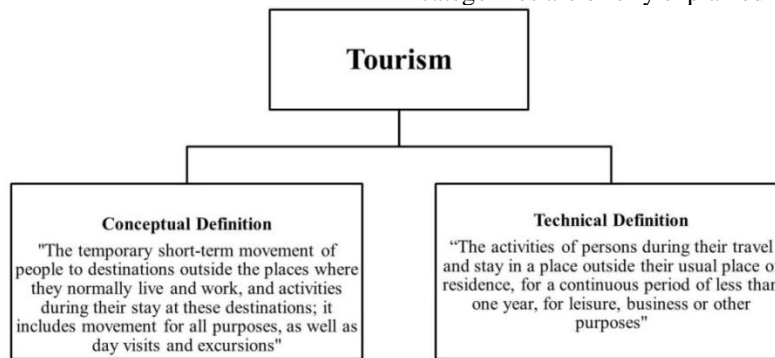 Tourism
Conceptual Definition
"The temporary short-term movement of
people to destinations outside the places where
they normally live and work, and activities
during their stay at these destinations; it
includes movement for all purposes, as well as
day visits and excursions"
Technical Definition
“The activities of persons during their travel
and stay in a place outside their usual place of
residence, for a continuous period of less than
one year, for leisure, business or other
purposes"